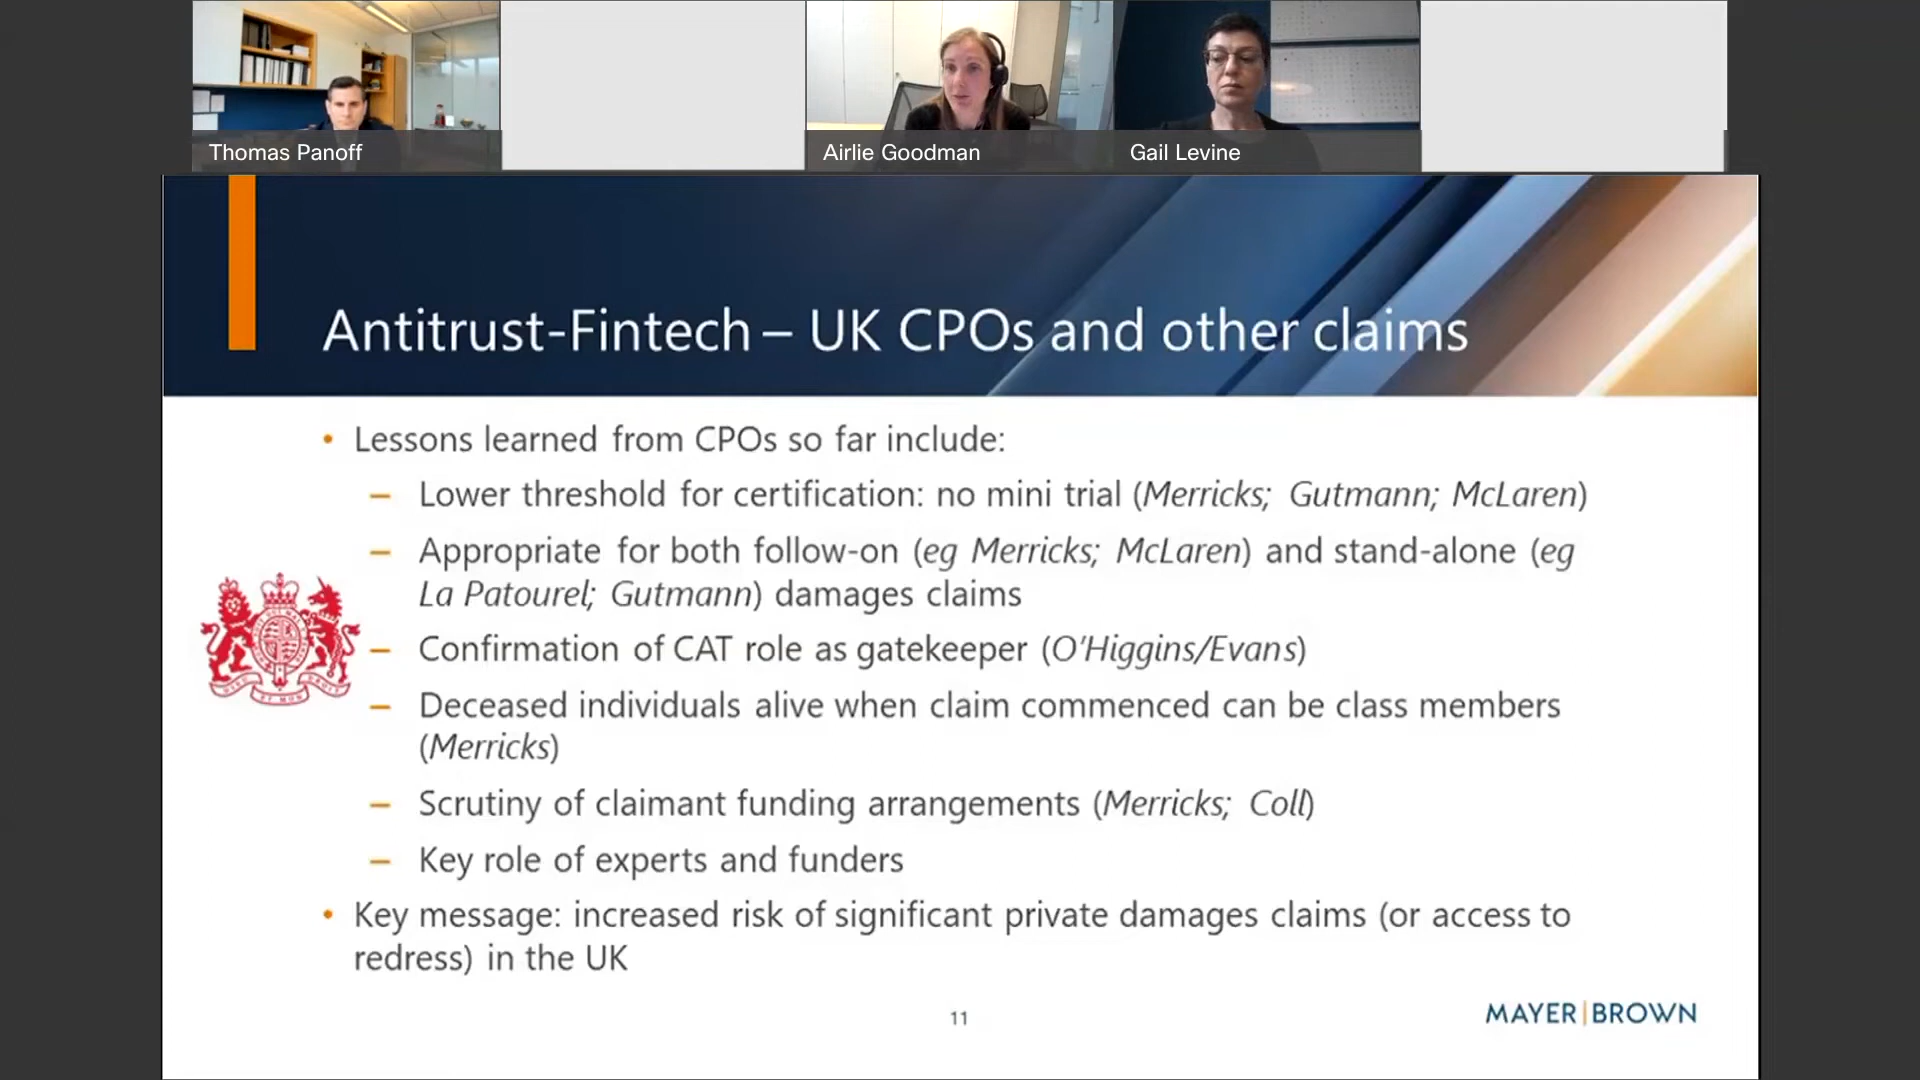 Thomas Panoff
Airlie Goodman
Gail Levine
Antitrust-Fintech – UK CPOs and other claims
• Lessons learned from CPOs so far include:
– Lower threshold for certification: no mini trial (Merricks; Gutmann; McLaren)
– Appropriate for both follow-on (eg Merricks; McLaren) and stand-alone (eg
La Patourel; Gutmann) damages claims
– Confirmation of CAT role as gatekeeper (O'Higgins/Evans)
– Deceased individuals alive when claim commenced can be class members
(Merricks)
– Scrutiny of claimant funding arrangements (Merricks; Coll)
– Key role of experts and funders
• Key message: increased risk of significant private damages claims (or access to
redress) in the UK
11
MAYER|BROWN